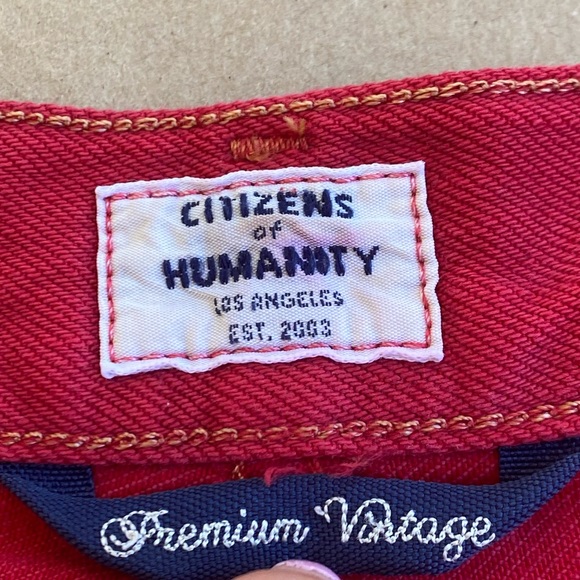 CITIZENS
of
HUMANITY
LOS ANGELES
EST. 2003
Premium Vintage